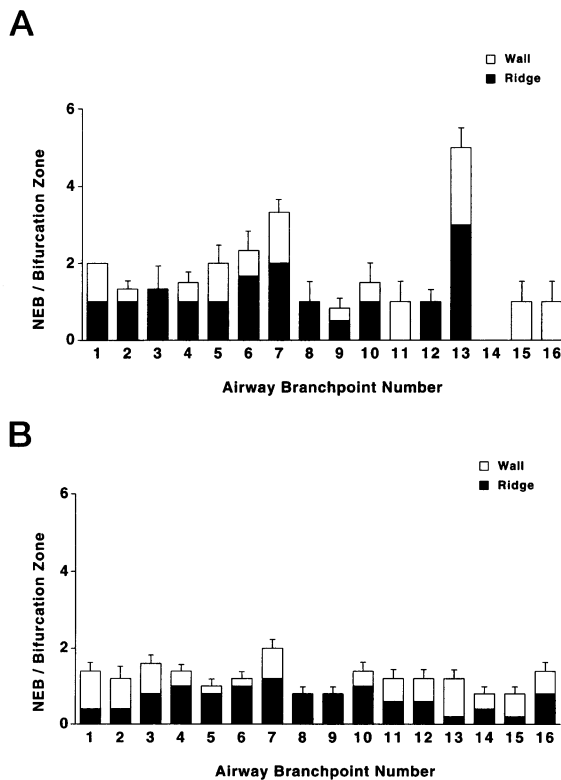 A
Wall
Ridge
NEB / Bifurcation Zone
6
4
2
0
1 2 3 4 5 6 7 8 9 10 11 12 13 14 15 16
Airway Branchpoint Number
B
Wall
Ridge
NEB / Bifurcation Zone
6
4
2
0
1 2 3 4 5 6 7 8 9 10 11 12 13 14 15 16
Airway Branchpoint Number